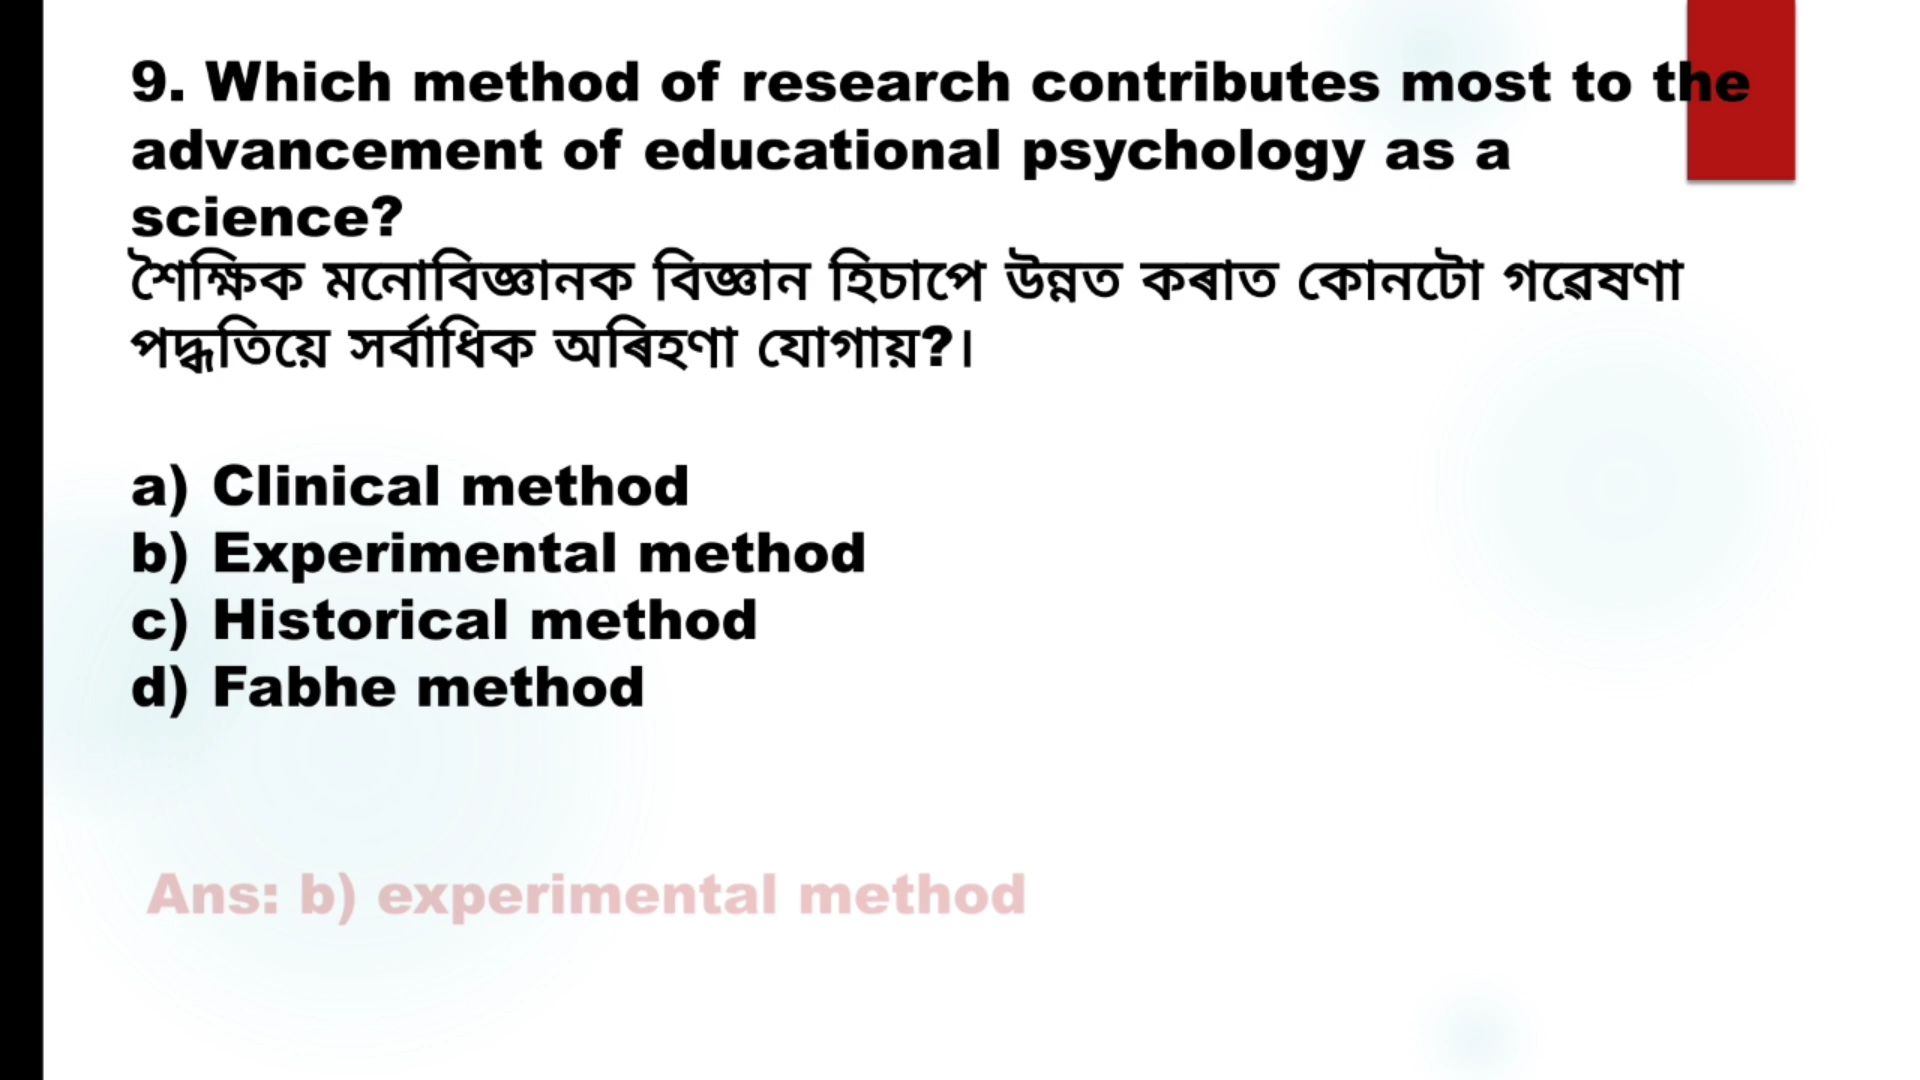 9. Which method of research contributes most to the
advancement of educational psychology as a
science?
শৈক্ষিক মনোবিজ্ঞানক বিজ্ঞান হিচাপে উন্নত কৰাত কোনটো গৱেষণা
পদ্ধতিয়ে সৰ্বাধিক অৰিহণা যোগায়?।
a) Clinical method
b) Experimental method
c) Historical method
d) Fabhe method
Ans: b) experimental method